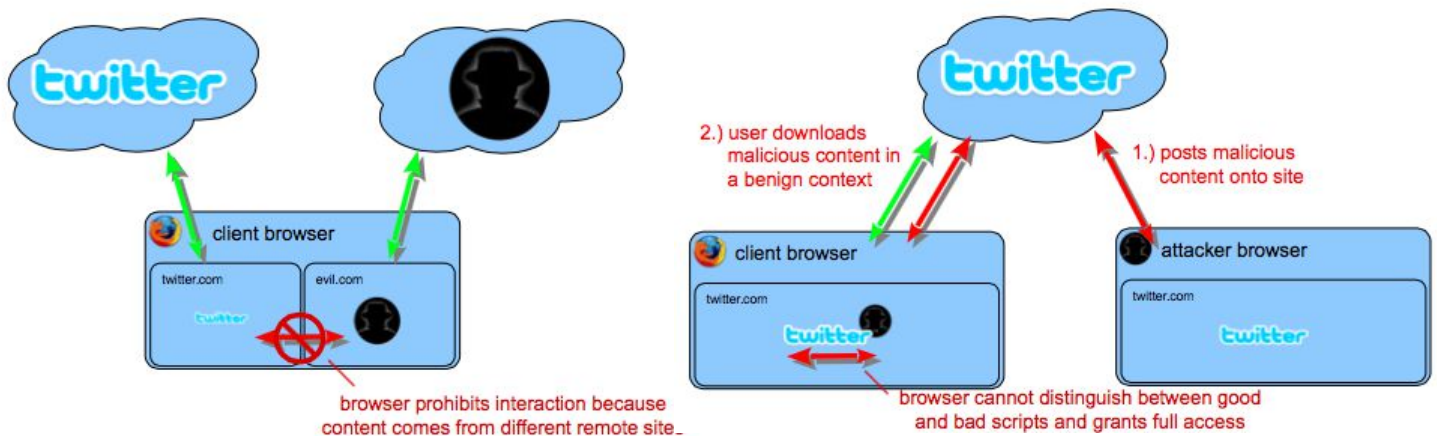 twitter
client browser
twitter.com
twitter
evil.com
browser prohibits interaction because
content comes from different remote site
twitter
2.) user downloads
malicious content in
a benign context
1.) posts malicious
content onto site
client browser
twitter.com
twitter
browser cannot distinguish between good
and bad scripts and grants full access
attacker browser
twitter.com
twitter